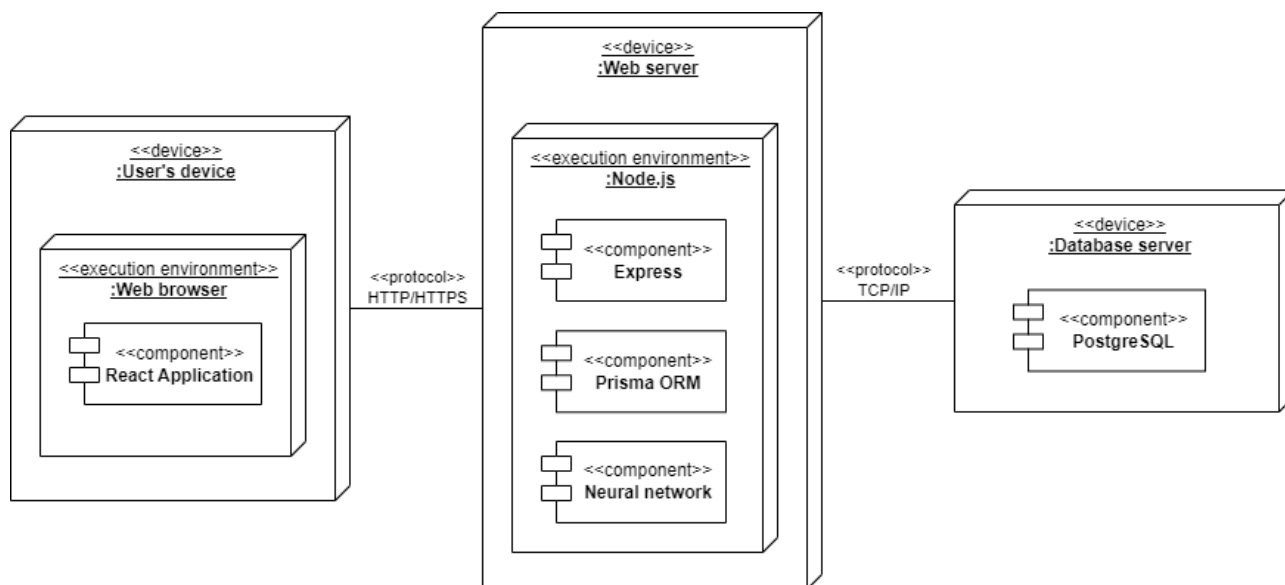 <<device>>
:User's device
<<execution environment>>
:Web browser
<<component>>
React Application
<<protocol>>
HTTP/HTTPS
<<device>>
:Web server
<<execution environment>>
:Node.js
<<component>>
Express
<<component>>
Prisma ORM
<<component>>
Neural network
<<protocol>>
TCP/IP
<<device>>
:Database server
<<component>>
PostgreSQL